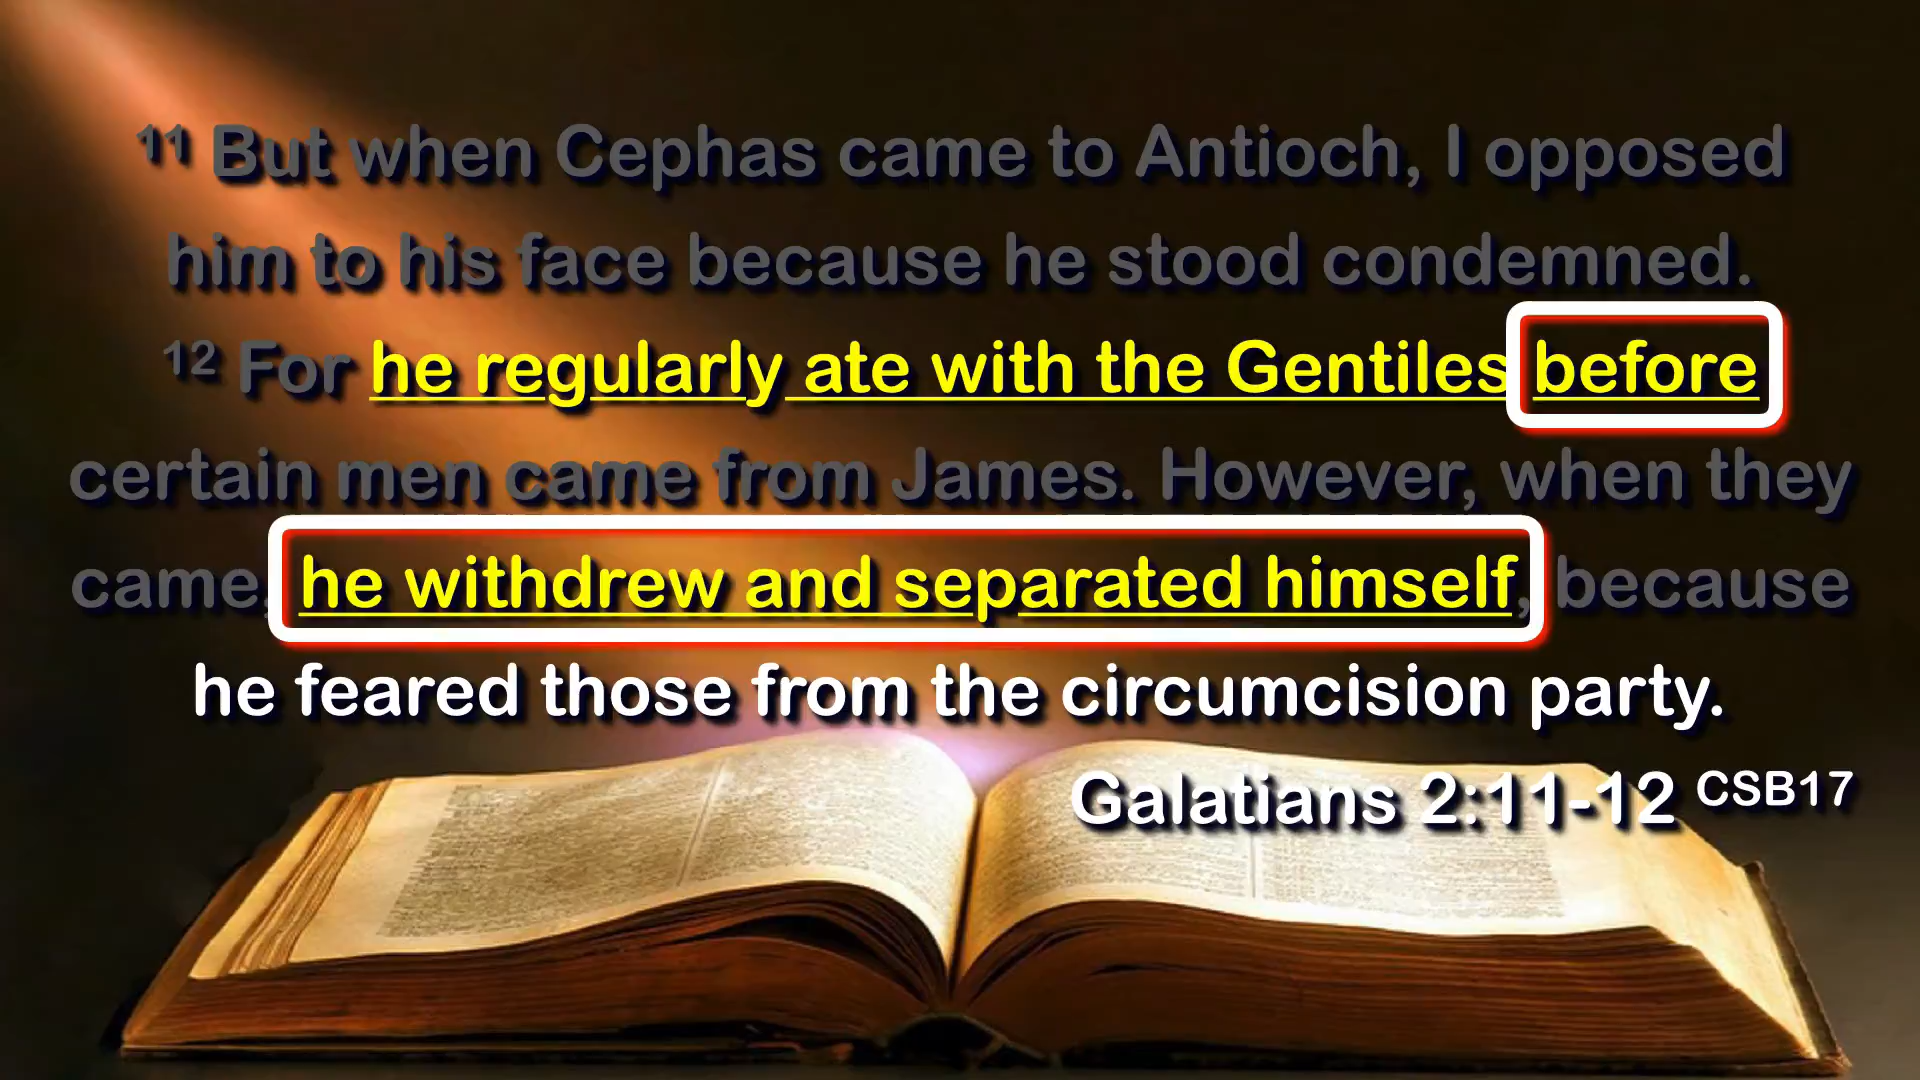 11 But when Cephas came to Antioch, I opposed
him to his face because he stood condemned.
12 For he regularly ate with the Gentiles before
certain men came from James. However, when they
came, he withdrew and separated himself, because
he feared those from the circumcision party.
Galatians 2:11-12 CSB17